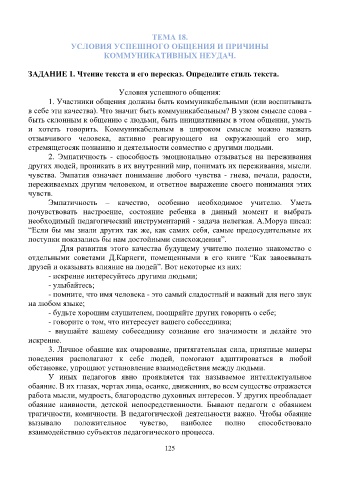 ТЕМА 18.
УСЛОВИЯ УСПЕШНОГО ОБЩЕНИЯ И ПРИЧИНЫ
КОММУНИКАТИВНЫХ НЕУДАЧ.
ЗАДАНИЕ 1. Чтение текста и его пересказ. Определите стиль текста.
Условия успешного общения:
1. Участники общения должны быть коммуникабельными (или воспитывать
в себе эти качества). Что значит быть коммуникабельным? В узком смысле слова -
быть склонным к общению с людьми, быть инициативным в этом общении, уметь
и хотеть говорить. Коммуникабельным в широком смысле можно назвать
отзывчивого человека, активно реагирующего на окружающий его мир,
стремящегося к познанию и деятельности совместно с другими людьми.
2. Эмпатичность - способность эмоционально отзываться на переживания
других людей, проникать в их внутренний мир, понимать их переживания, мысли,
чувства. Эмпатия означает понимание любого чувства - гнева, печали, радости,
переживаемых другим человеком, и ответное выражение своего понимания этих
чувств.
Эмпатичность – качество, особенно необходимое учителю. Уметь
почувствовать настроение, состояние ребенка в данный момент и выбрать
необходимый педагогический инструментарий - задача нелегкая. А.Моруа писал:
“Если бы мы знали других так же, как самих себя, самые предосудительные их
поступки показались бы нам достойными снисхождения”.
Для развития этого качества будущему учителю полезно знакомство с
отдельными советами Д.Карнеги, помещенными в его книге “Как завоевывать
друзей и оказывать влияние на людей”. Вот некоторые из них:
- искренне интересуйтесь другими людьми;
- улыбайтесь;
- помните, что имя человека - это самый сладостный и важный для него звук
на любом языке;
- будьте хорошим слушателем, поощряйте других говорить о себе;
- говорите о том, что интересует вашего собеседника;
- внушайте вашему собеседнику сознание его значимости и делайте это
искренне.
3. Личное обаяние как очарование, притягательная сила, приятные манеры
поведения располагают к себе людей, помогают адаптироваться в любой
обстановке, упрощают установление взаимодействия между людьми.
У иных педагогов явно проявляется так называемое интеллектуальное
обаяние. В их глазах, чертах лица, осанке, движениях, во всем существе отражается
работа мысли, мудрость, благородство духовных интересов. У других преобладает
обаяние наивности, детской непосредственности. Бывают педагоги с обаянием
трагичности, комичности. В педагогической деятельности важно. Чтобы обаяние
вызывало положительное чувство, наиболее полно способствовало
взаимодействию субъектов педагогического процесса.
125